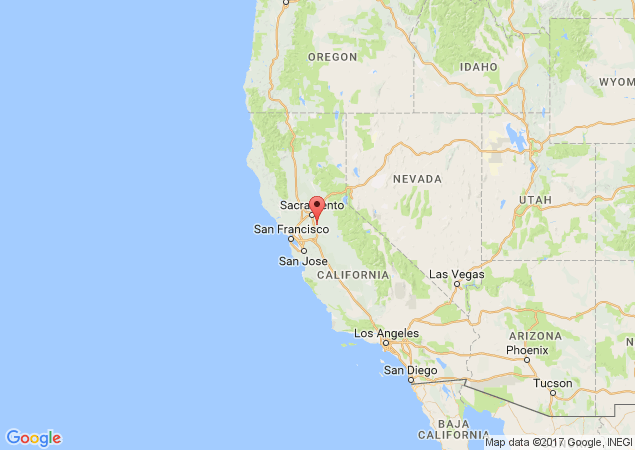 OREGON
IDAHO
WYOM
NEVADA
UTAH
Sacramento
San Francisco
San Jose
CALIFORNIA
Las Vegas
Los Angeles
ARIZONA
N
Phoenix
San Diego
Tucson
BAJA
CALIFORNIA
Google
Map data ©2017 Google, INEGI